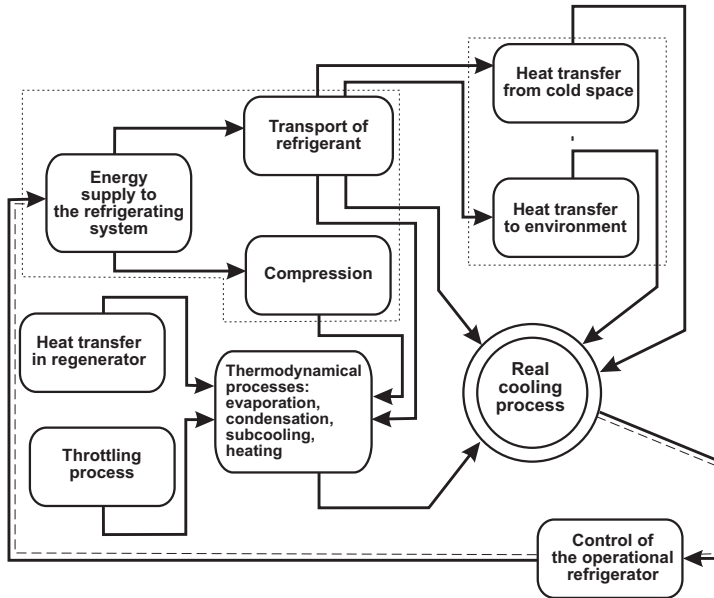 Heat transfer
from cold space
Transport of
refrigerant
Energy
supply to
the refrigerating
system
Heat transfer
to environment
Compression
Heat transfer
in regenerator
Thermodynamical
processes:
evaporation,
condensation,
subcooling,
heating
Real
cooling
process
Throttling
process
Control of
the operational
refrigerator